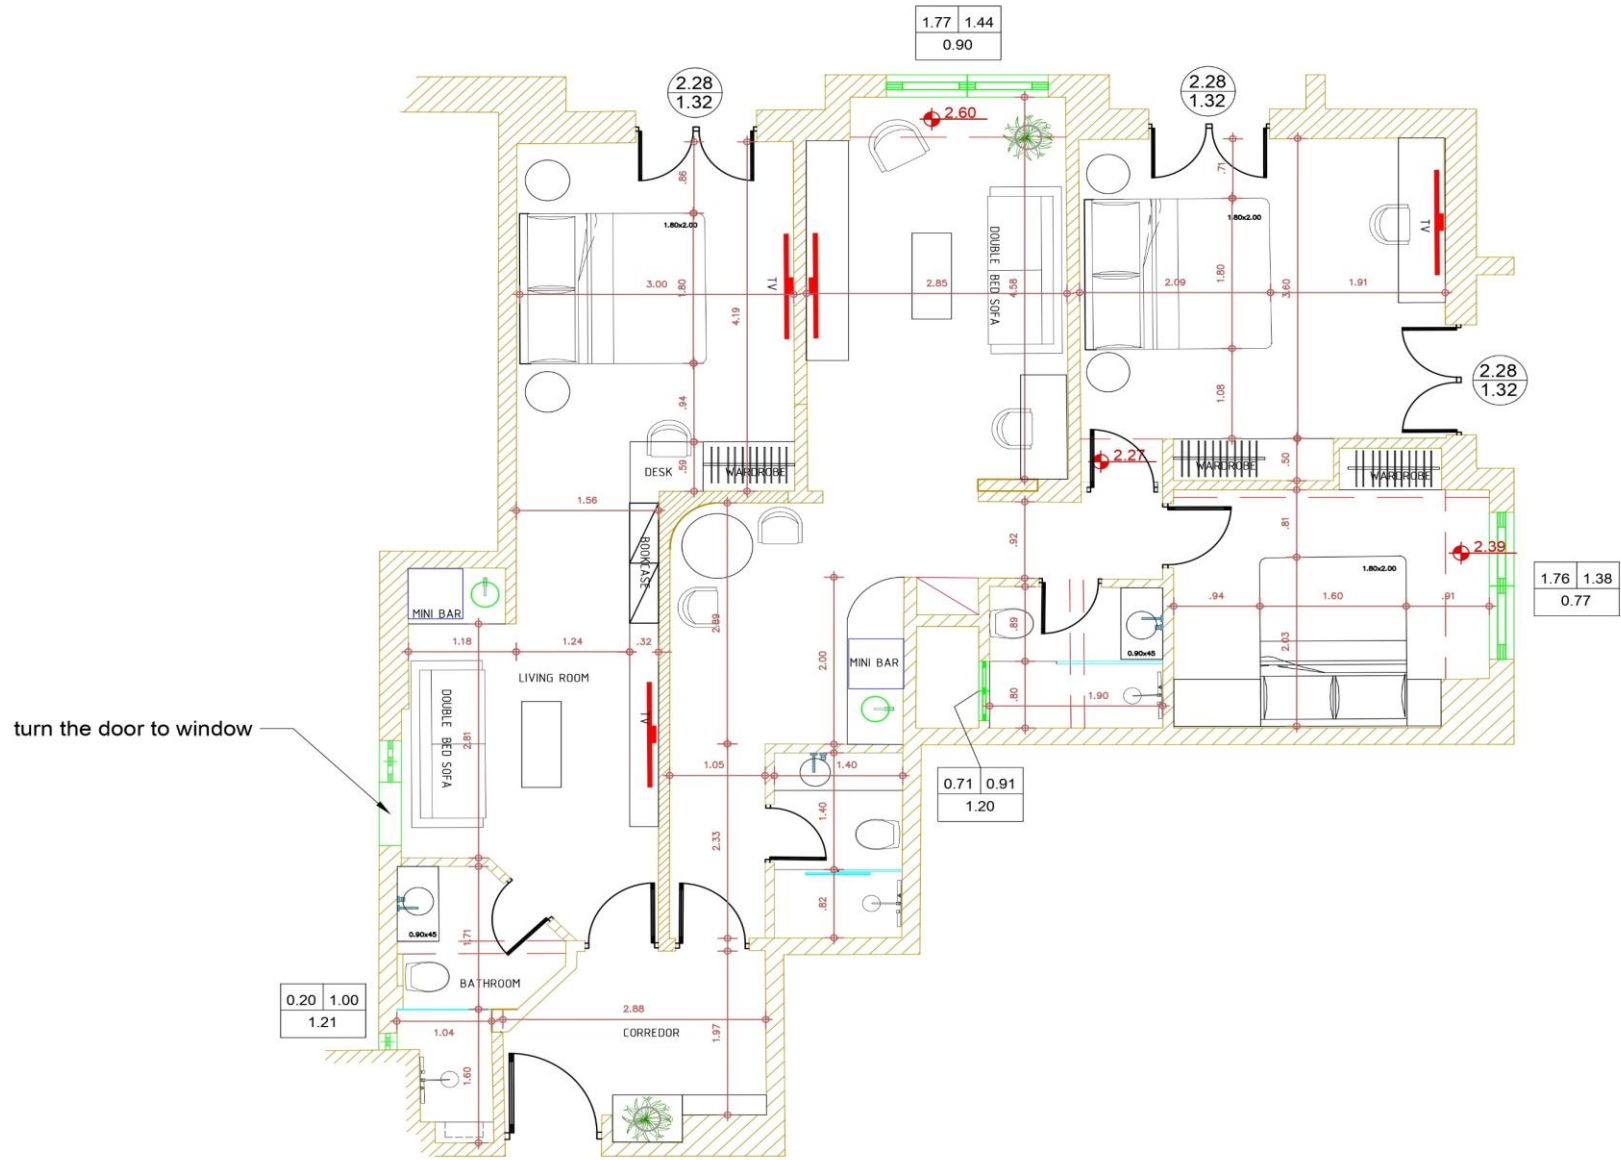 1.77 1.44
0.90
2.28
1.32
2.28
1.32
2.60
.86
.71
1.80x2.00
1.80x2.00
TV
DOUBLE BED SOFA
TV
3.00
1.80
4.19
2.85
4.58
2.09
1.80
3.60
1.91
2.28
1.32
.94
1.08
DESK
.59
WARDROBE
2.27
WARDROBE
.50
WARDROBE
1.56
BOOKCASE
.92
.81
2.39
1.80x2.00
1.76 1.38
0.77
MINI BAR
.94
1.60
.91
1.18
1.24
.32
2.89
2.00
.89
0.90x45
2.03
MINI BAR
LIVING ROOM
.80
1.90
DOUBLE BED SOFA
2.81
TV
turn the door to window
1.05
1.40
0.71 0.91
1.20
1.40
2.33
.82
0.90x45
1.71
BATHROOM
0.20 1.00
1.21
1.04
2.88
CORREDOR
1.97
1.60